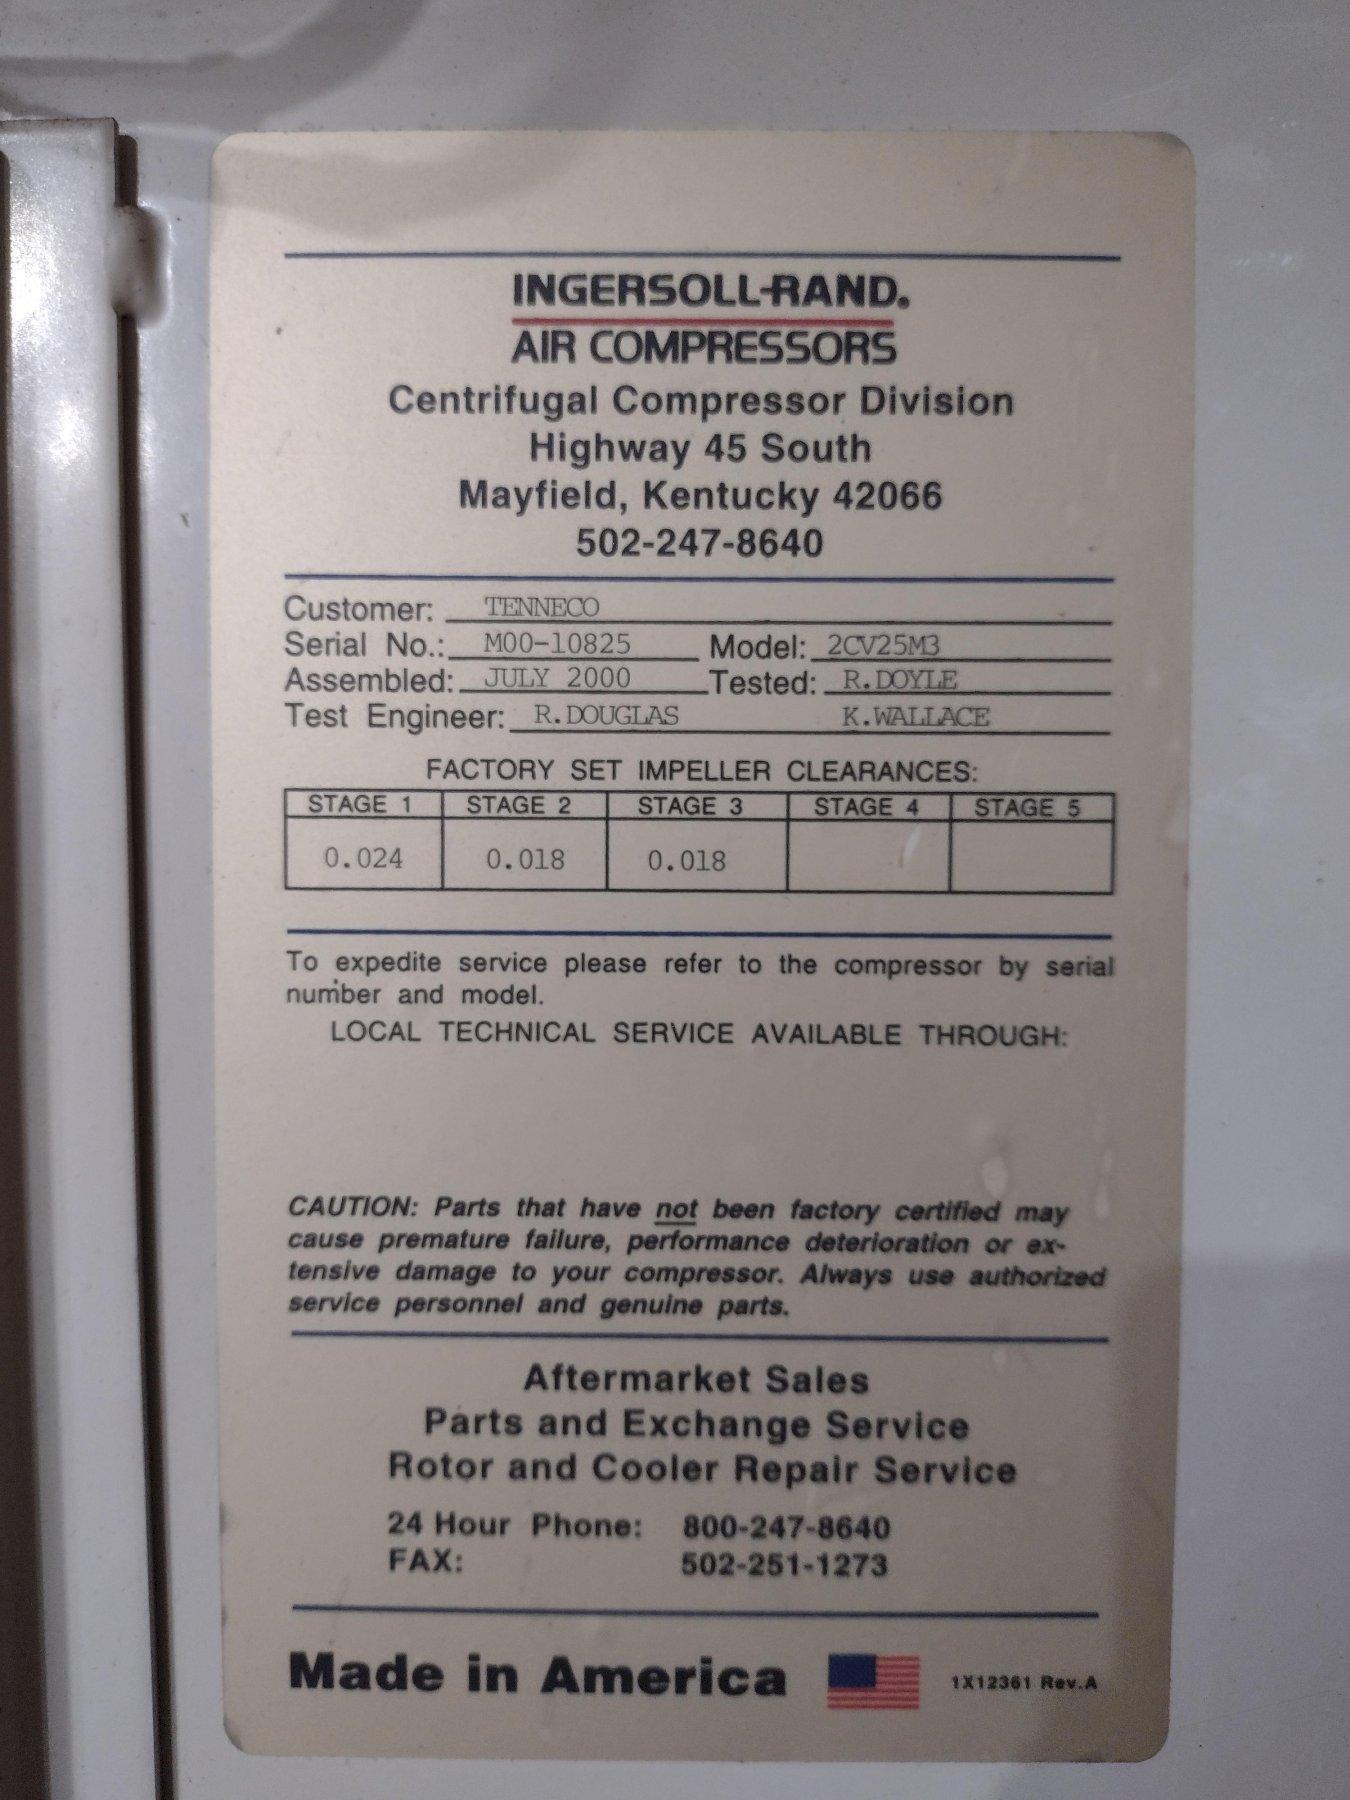 INGERSOLL-RAND®
AIR COMPRESSORS
Centrifugal Compressor Division
Highway 45 South
Mayfield, Kentucky 42066
502-247-8640
Customer: TENNECO
Serial No.: M00-10825 Model: 2CV25M3
Assembled: JULY 2000 Tested: R.DOYLE
Test Engineer: R.DOUGLAS K.WALLACE
FACTORY SET IMPELLER CLEARANCES:
STAGE 1 STAGE 2 STAGE 3 STAGE 4 STAGE 5
0.024 0.018 0.018
To expedite service please refer to the compressor by serial
number and model.
LOCAL TECHNICAL SERVICE AVAILABLE THROUGH:
CAUTION: Parts that have not been factory certified may
cause premature failure, performance deterioration or ex-
tensive damage to your compressor. Always use authorized
service personnel and genuine parts.
Aftermarket Sales
Parts and Exchange Service
Rotor and Cooler Repair Service
24 Hour Phone: 800-247-8640
FAX: 502-251-1273
Made in America 1X12361 Rev.A